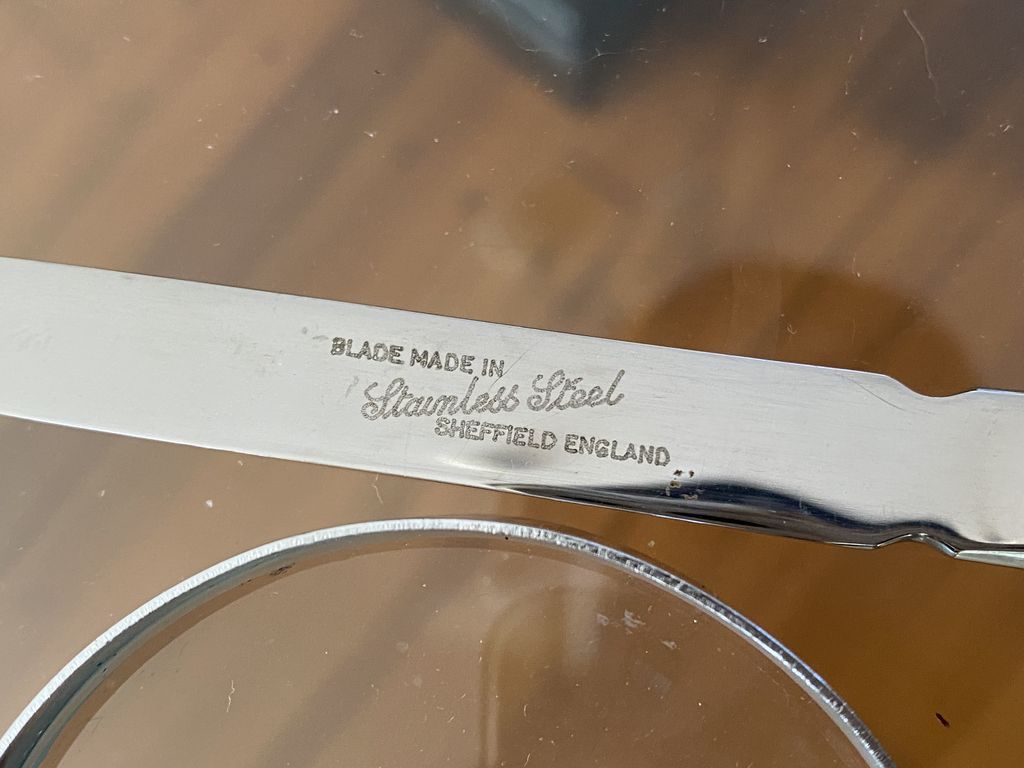 BLADE MADE IN
Stainless Steel
SHEFFIELD ENGLAND